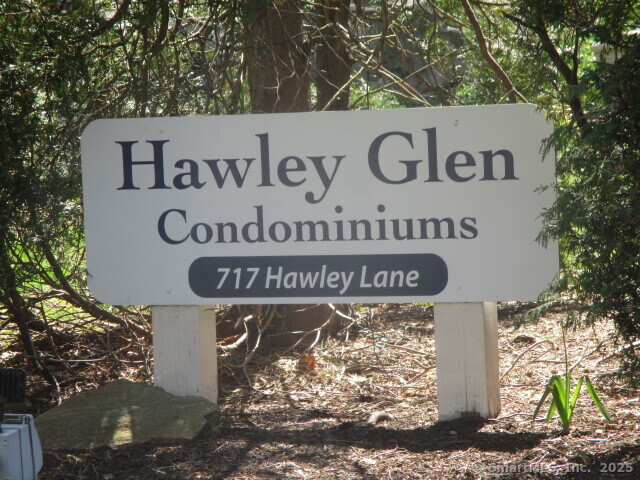 Hawley Glen
Condominiums
717 Hawley Lane
© SmartMLS, Inc. 2025